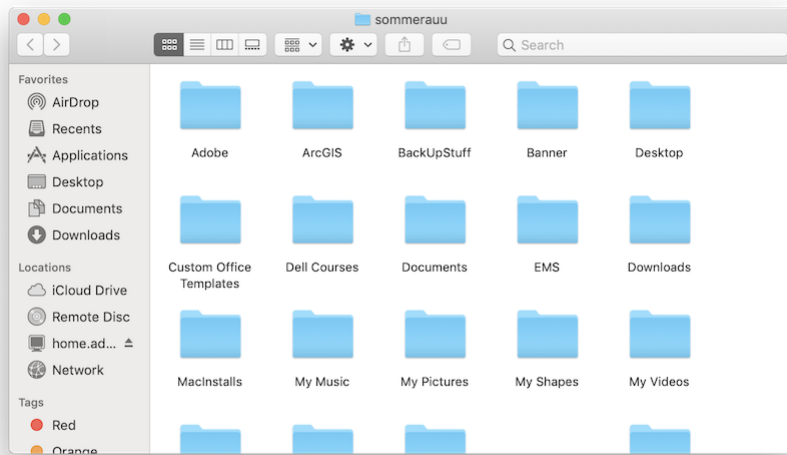 sommerauu
Search
Favorites
AirDrop
Recents
Applications
Desktop
Documents
Downloads
Locations
iCloud Drive
Remote Disc
home.ad...
Network
Tags
Red
Orange
Adobe ArcGIS BackUpStuff Banner Desktop
Custom Office Templates Dell Courses Documents EMS Downloads
MacInstalls My Music My Pictures My Shapes My Videos